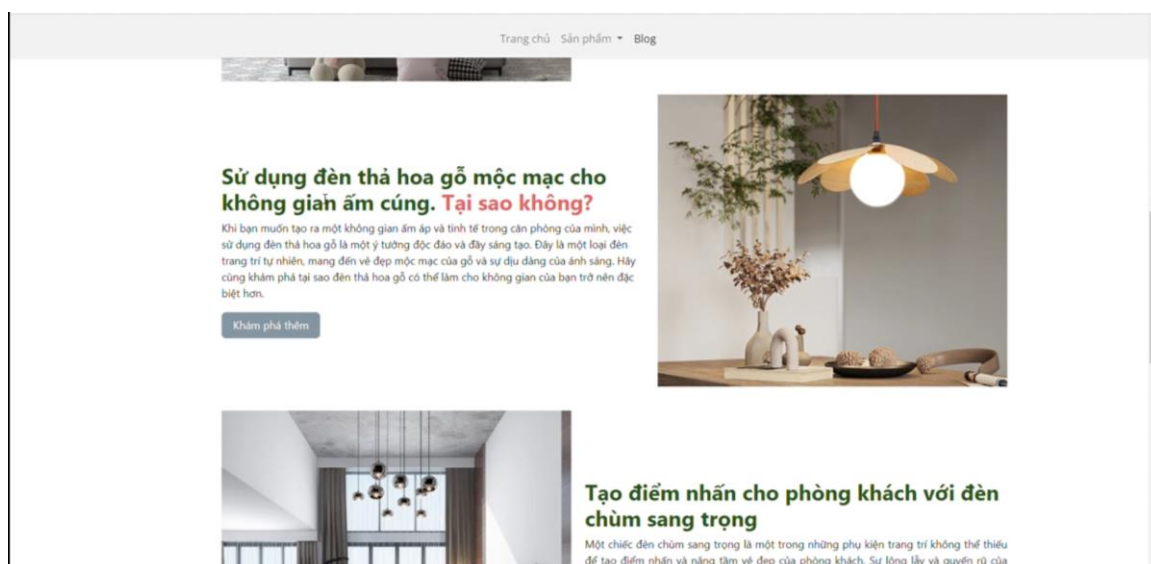 Trang chủ Sản phẩm Blog
Sử dụng đèn thả hoa gỗ mộc mạc cho
không gian ấm cúng. Tại sao không?
Khi bạn muốn tạo ra một không gian ấm áp và tinh tế trong căn phòng của mình, việc
sử dụng đèn thả hoa gỗ là một ý tưởng độc đáo và đầy sáng tạo. Đây là một loại đèn
trang trí tự nhiên, mang đến vẻ đẹp mộc mạc của gỗ và sự dịu dàng của ánh sáng. Hãy
cùng khám phá tại sao đèn thả hoa gỗ có thể làm cho không gian của bạn trở nên đặc
biệt hơn.
Khám phá thêm
Tạo điểm nhấn cho phòng khách với đèn
chùm sang trọng
Một chiếc đèn chùm sang trọng là một trong những phụ kiện trang trí không thể thiếu
để tạo điểm nhấn và nâng tầm vẻ đẹp của phòng khách. Sự lộng lẫy và quyến rũ của